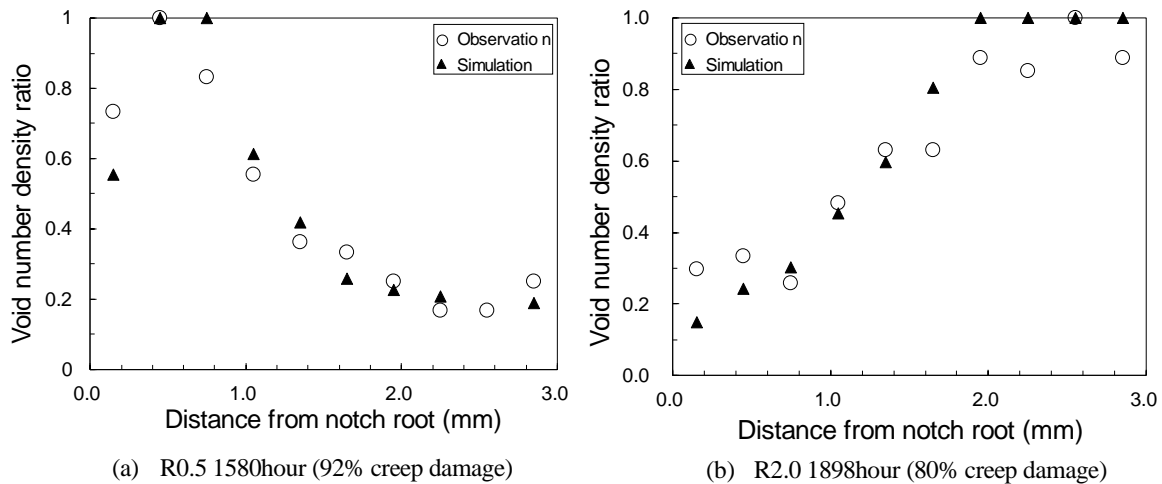 1
0.8
0.6
0.4
0.2
0
Void number density ratio
Observatio n
Simulation
0.0
1.0
2.0
3.0
Distance from notch root (mm)
(a) R0.5 1580hour (92% creep damage)
1.0
0.8
0.6
0.4
0.2
0.0
Void number density ratio
Observatio n
Simulation
0.0
1.0
2.0
3.0
Distance from notch root (mm)
(b) R2.0 1898hour (80% creep damage)